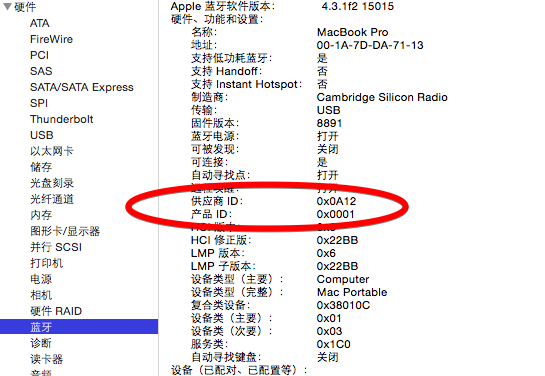 硬件
ATA
FireWire
PCI
SAS
SATA/SATA Express
SPI
Thunderbolt
USB
以太网卡
储存
光盘刻录
光纤通道
内存
图形卡/显示器
并行 SCSI
打印机
电源
相机
硬件 RAID
蓝牙
诊断
读卡器
音频
Apple 蓝牙软件版本： 4.3.1f2 15015
硬件、功能和设置：
名称： MacBook Pro
地址： 00-1A-7D-DA-71-13
支持低功耗蓝牙： 是
支持 Handoff： 否
支持 Instant Hotspot： 否
制造商： Cambridge Silicon Radio
传输： USB
固件版本： 8891
蓝牙电源： 打开
可被发现： 关闭
可连接： 是
自动寻找点： 打开
远程唤醒： 打开
供应商 ID： 0x0A12
产品 ID： 0x0001
HCI 版本：
HCI 修正版： 0x22BB
LMP 版本： 0x6
LMP 子版本： 0x22BB
设备类型（主要）： Computer
设备类型（完整）： Mac Portable
复合类设备： 0x38010C
设备类（主要）： 0x01
设备类（次要）： 0x03
服务类： 0x1C0
自动寻找键盘： 关闭
设备（已配对、已配置等）：